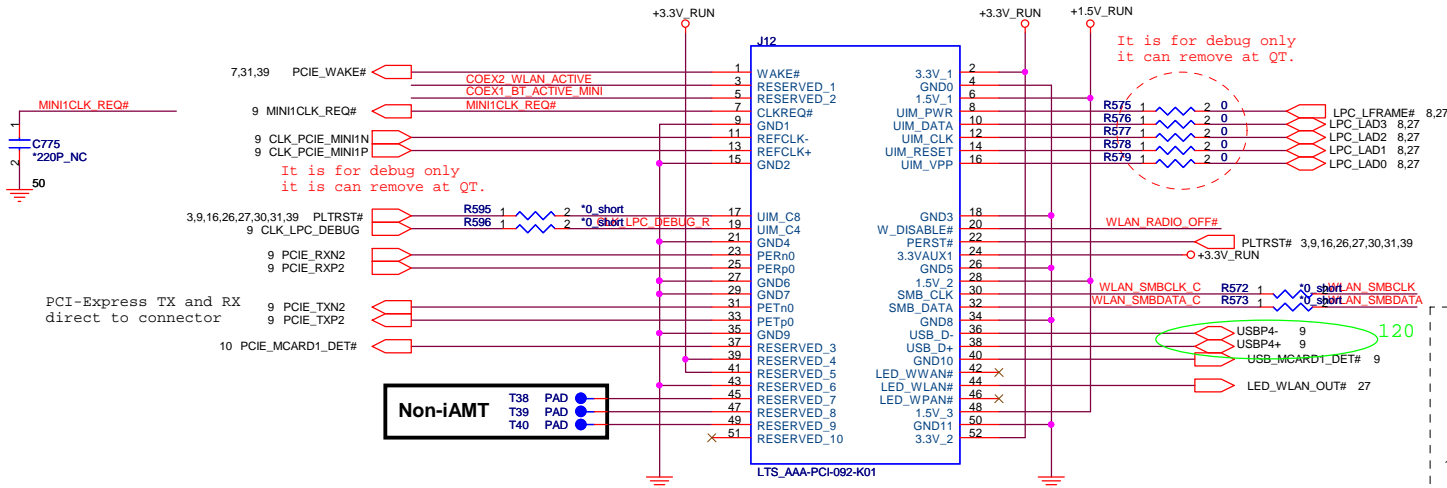 +3.3V_RUN
+3.3V_RUN
+1.5V_RUN
J12
It is for debug only
it can remove at QT.
7,31,39 PCIE_WAKE#
COEX2_WLAN_ACTIVE
COEX1_BT_ACTIVE_MINI
MINI1CLK_REQ#
9 MINI1CLK_REQ#
MINI1CLK_REQ#
9 CLK_PCIE_MINI1N
9 CLK_PCIE_MINI1P
1
C775
*220P_NC
2
50
It is for debug only
it is can remove at QT.
3,9,16,26,27,30,31,39 PLTRST#
R595 1 2 *0_short
9 CLK_LPC_DEBUG
R596 1 2 *0_short
LPC_DEBUG_R
9 PCIE_RXN2
9 PCIE_RXP2
PCI-Express TX and RX
direct to connector
9 PCIE_TXN2
9 PCIE_TXP2
10 PCIE_MCARD1_DET#
Non-iAMT
T38 PAD
T39 PAD
T40 PAD
1 WAKE#
3 RESERVED_1
5 RESERVED_2
7 CLKREQ#
9 GND1
11 REFCLK-
13 REFCLK+
15 GND2
17 UIM_C8
19 UIM_C4
21 GND4
23 PERn0
25 PERp0
27 GND6
29 GND7
31 PETn0
33 PETp0
35 GND9
37 RESERVED_3
39 RESERVED_4
41 RESERVED_5
43 RESERVED_6
45 RESERVED_7
47 RESERVED_8
49 RESERVED_9
51 RESERVED_10
3.3V_1 2
GND0 4
1.5V_1 6
UIM_PWR 8
UIM_DATA 10
UIM_CLK 12
UIM_RESET 14
UIM_VPP 16
GND3 18
W_DISABLE# 20
PERST# 22
3.3VAUX1 24
GND5 26
1.5V_2 28
SMB_CLK 30
SMB_DATA 32
GND8 34
USB_D- 36
USB_D+ 38
GND10 40
LED_WWAN# 42
LED_WLAN# 44
LED_WPAN# 46
1.5V_3 48
GND11 50
3.3V_2 52
LTS_AAA-PCI-092-K01
R575 1 2 0 LPC_LFRAME# 8,27
R576 1 2 0 LPC_LAD3 8,27
R577 1 2 0 LPC_LAD2 8,27
R578 1 2 0 LPC_LAD1 8,27
R579 1 2 0 LPC_LAD0 8,27
WLAN_RADIO_OFF#
PLTRST# 3,9,16,26,27,30,31,39
+3.3V_RUN
WLAN_SMBCLK_C R572 1 2 *0_short WLAN_SMBCLK
WLAN_SMBDATA_C R573 1 2 *0_short WLAN_SMBDATA
USBP4- 9
USBP4+ 9
120
USB_MCARD1_DET# 9
LED_WLAN_OUT# 27